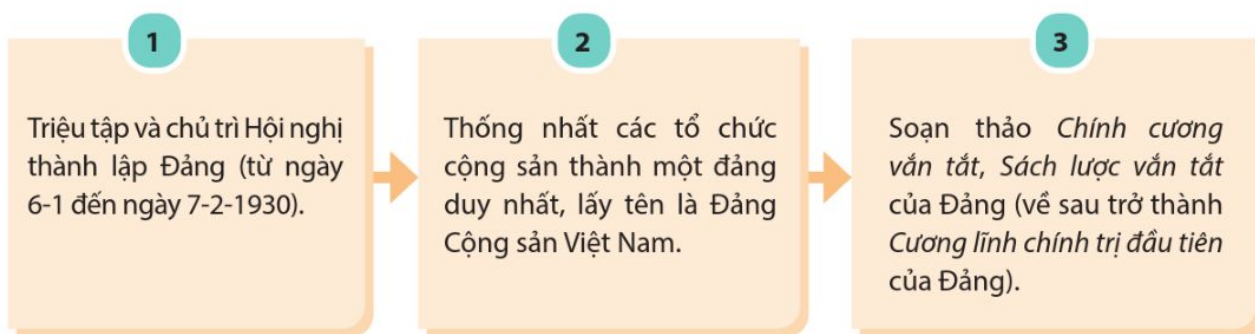 1
Triệu tập và chủ trì Hội nghị
thành lập Đảng (từ ngày
6-1 đến ngày 7-2-1930).
2
Thống nhất các tổ chức
cộng sản thành một đảng
duy nhất, lấy tên là Đảng
Cộng sản Việt Nam.
3
Soạn thảo Chính cương
vắn tắt, Sách lược vắn tắt
của Đảng (về sau trở thành
Cương lĩnh chính trị đầu tiên
của Đảng).